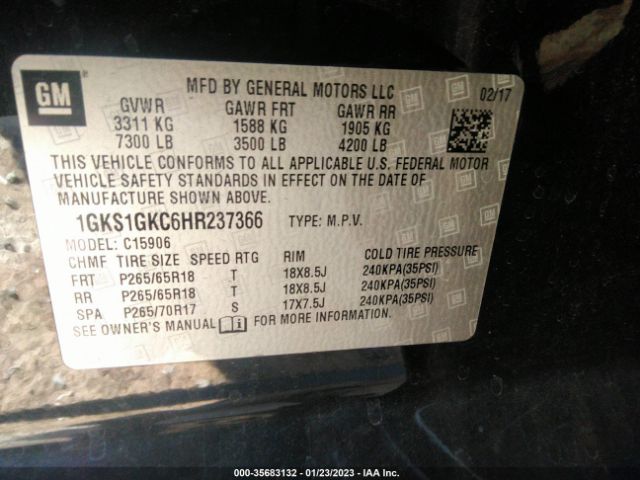 GM ®
MFD BY GENERAL MOTORS LLC 02/17
GVWR GAWR FRT GAWR RR
3311 KG 1588 KG 1905 KG
7300 LB 3500 LB 4200 LB
THIS VEHICLE CONFORMS TO ALL APPLICABLE U.S. FEDERAL MOTOR
VEHICLE SAFETY STANDARDS IN EFFECT ON THE DATE OF
MANUFACTURE SHOWN ABOVE.
1GKS1GKC6HR237366 TYPE: M.P.V.
MODEL: C15906
CHMF TIRE SIZE SPEED RTG RIM COLD TIRE PRESSURE
FRT P265/65R18 T 18X8.5J 240KPA(35PSI)
RR P265/65R18 T 18X8.5J 240KPA(35PSI)
SPA P265/70R17 S 17X7.5J 240KPA(35PSI)
SEE OWNER'S MANUAL FOR MORE INFORMATION.
000-35683132 - 01/23/2023 - IAA Inc.